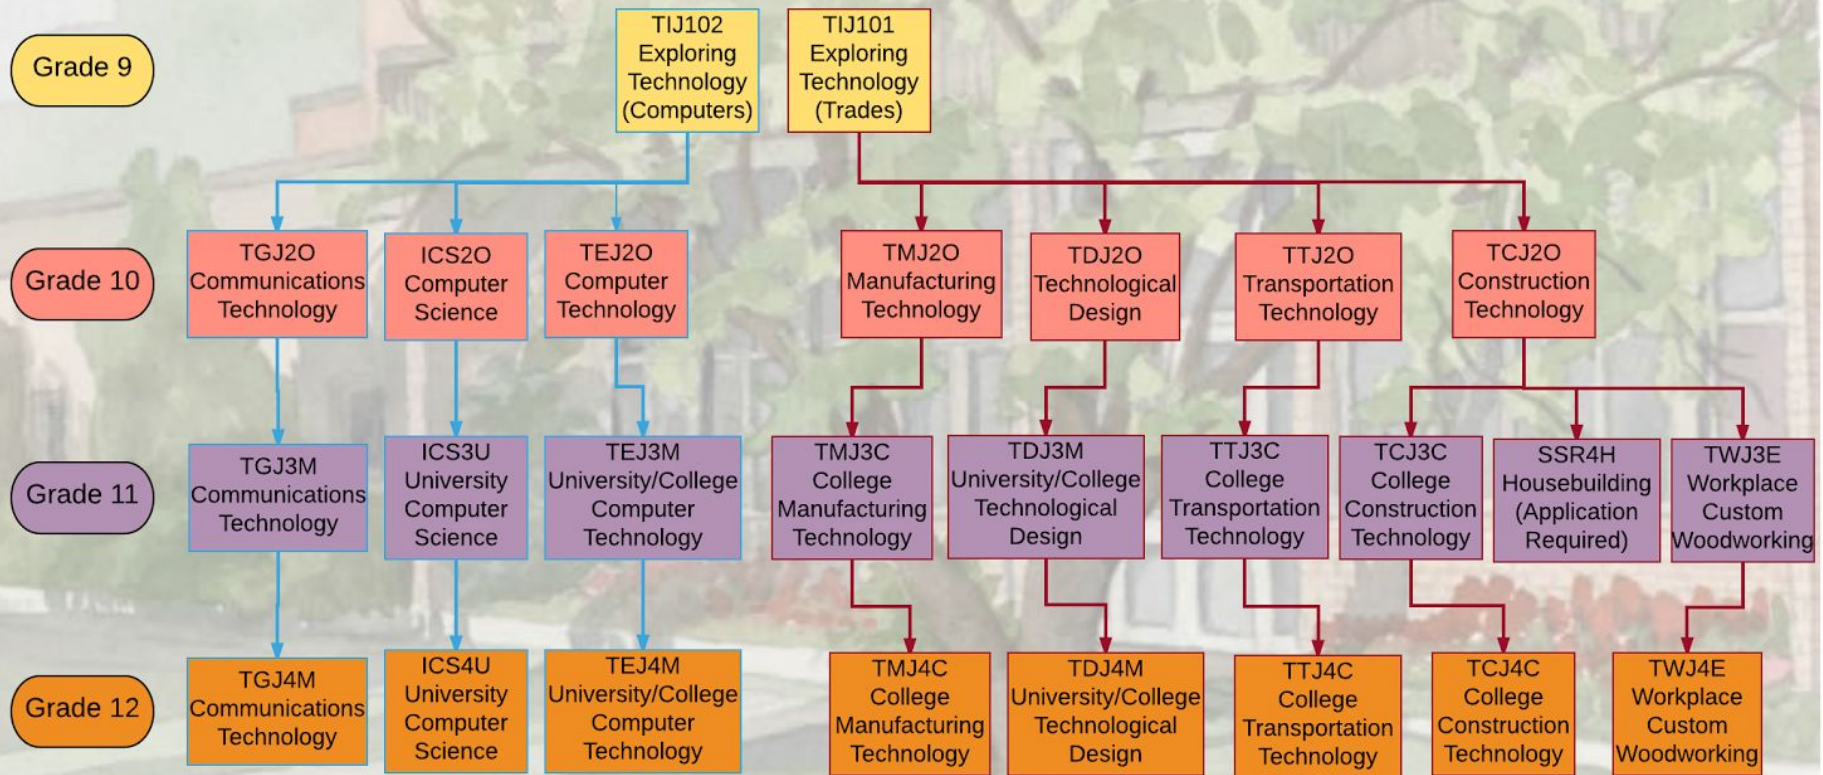 Grade 9
TIJ102
Exploring
Technology
(Computers)
TIJ101
Exploring
Technology
(Trades)
Grade 10
TGJ2O
Communications
Technology
ICS2O
Computer
Science
TEJ2O
Computer
Technology
TMJ2O
Manufacturing
Technology
TDJ2O
Technological
Design
TTJ2O
Transportation
Technology
TCJ2O
Construction
Technology
Grade 11
TGJ3M
Communications
Technology
ICS3U
University
Computer
Science
TEJ3M
University/College
Computer
Technology
TMJ3C
College
Manufacturing
Technology
TDJ3M
University/College
Technological
Design
TTJ3C
College
Transportation
Technology
TCJ3C
College
Construction
Technology
SSR4H
Housebuilding
(Application
Required)
TWJ3E
Workplace
Custom
Woodworking
Grade 12
TGJ4M
Communications
Technology
ICS4U
University
Computer
Science
TEJ4M
University/College
Computer
Technology
TMJ4C
College
Manufacturing
Technology
TDJ4M
University/College
Technological
Design
TTJ4C
College
Transportation
Technology
TCJ4C
College
Construction
Technology
TWJ4E
Workplace
Custom
Woodworking